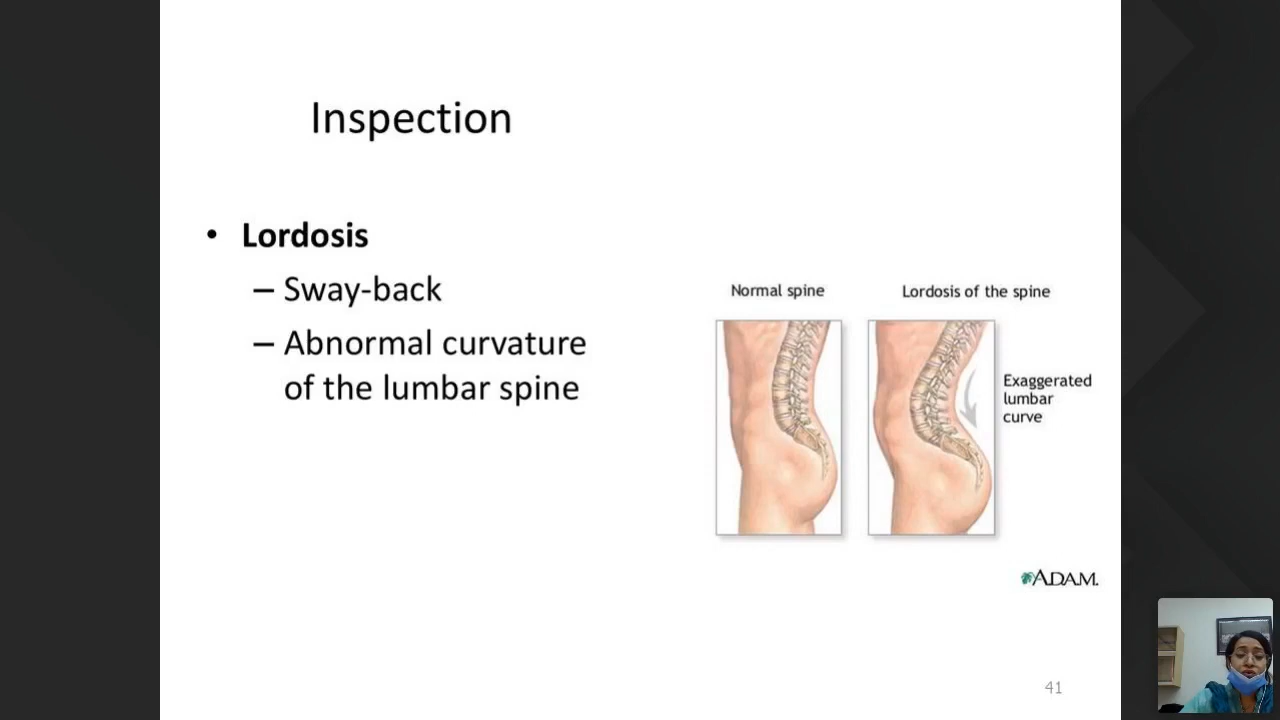 Inspection
• Lordosis
– Sway-back
– Abnormal curvature
of the lumbar spine
Normal spine
Lordosis of the spine
Exaggerated
lumbar
curve
ADAM.
41